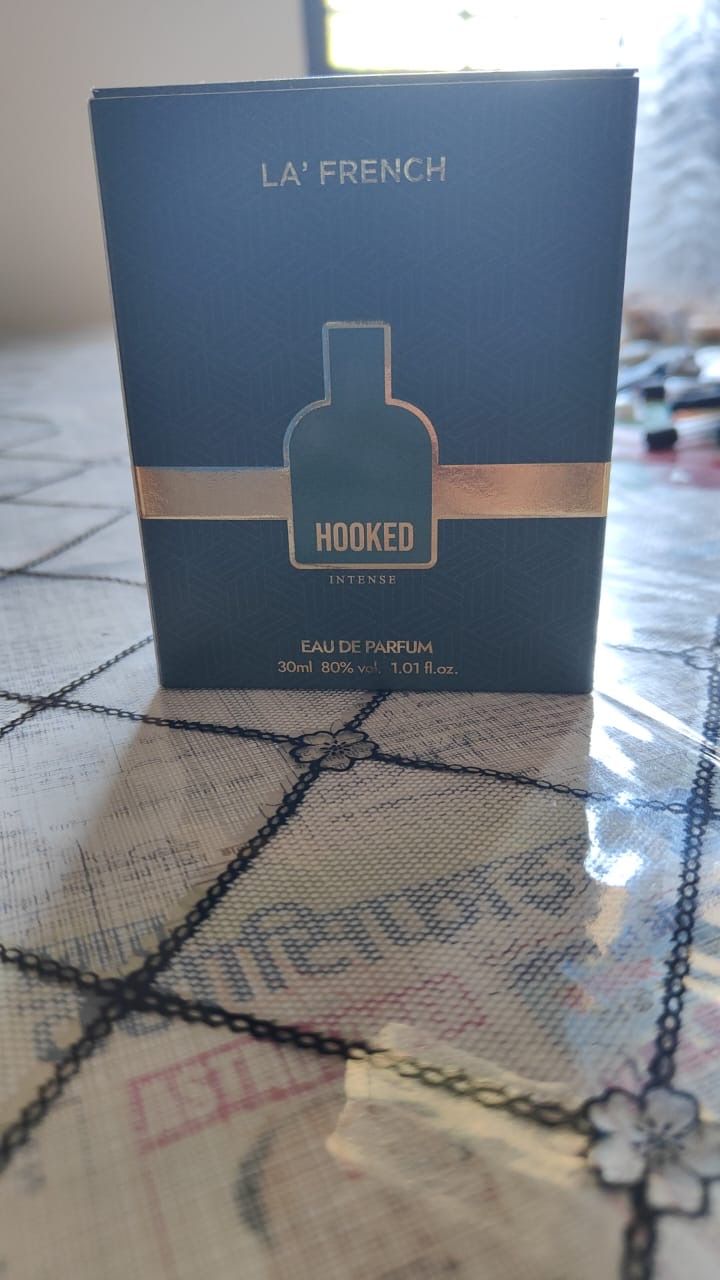 LA' FRENCH
HOOKED
INTENSE
EAU DE PARFUM
30ml 80% vol. 1.01 fl.oz.